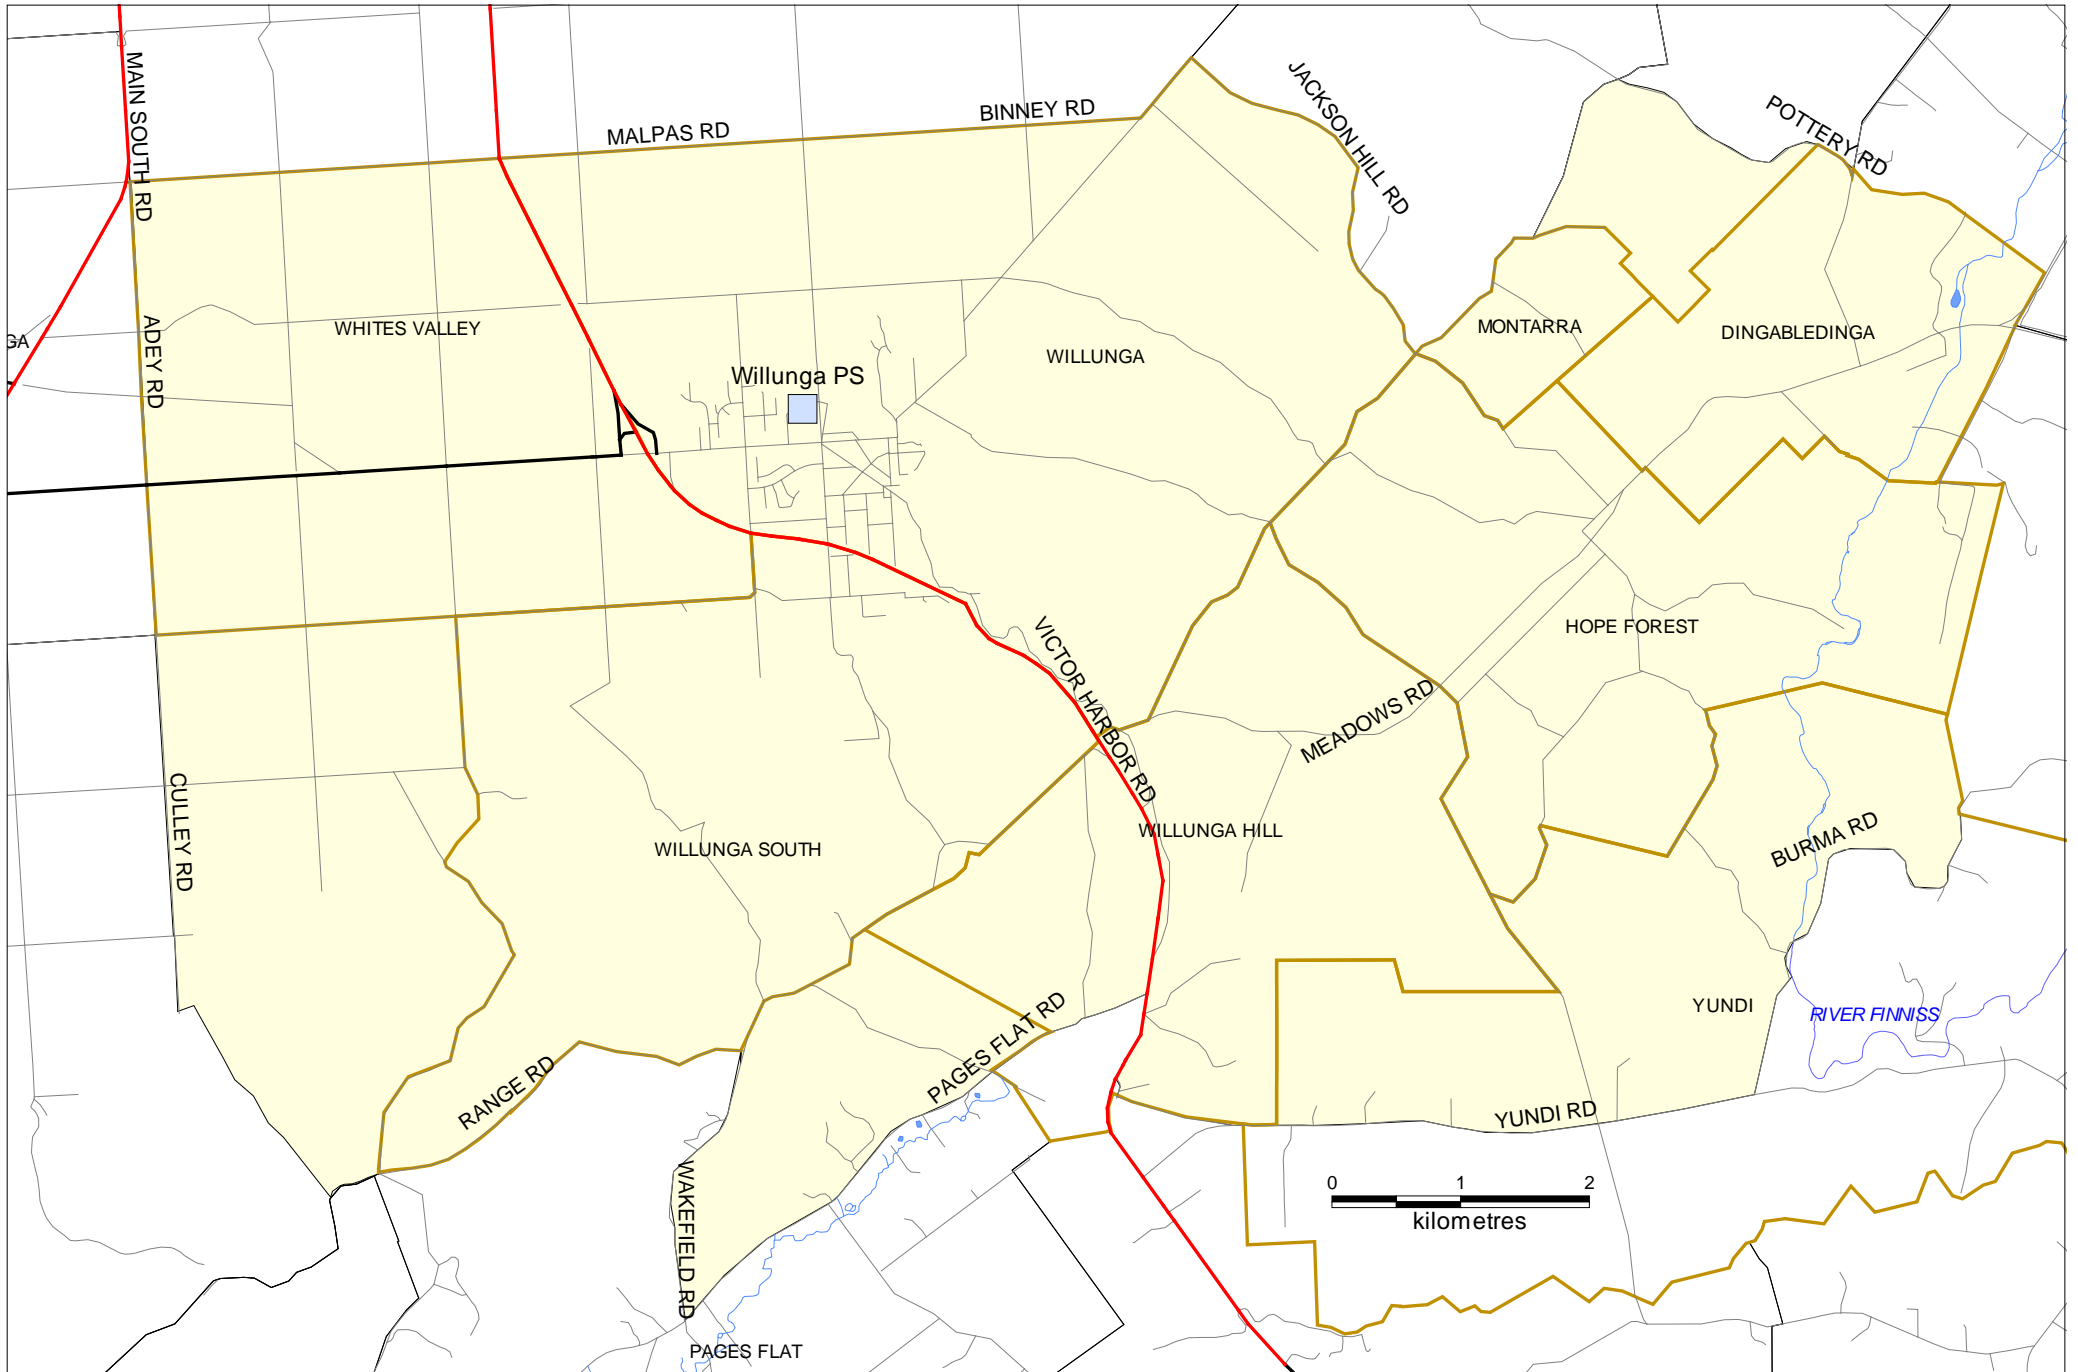 MAIN SOUTH RD
MALPAS RD
BINNEY RD
JACKSON HILL RD
POTTERY RD
GA
ADEY RD
WHITES VALLEY
Willunga PS
WILLUNGA
MONTARRA
DINGABLEDINGA
HOPE FOREST
VICTOR HARBOR RD
MEADOWS RD
CULLEY RD
WILLUNGA SOUTH
WILLUNGA HILL
BURMA RD
YUNDI
RIVER FINNISS
RANGE RD
PAGES FLAT RD
YUNDI RD
WAKEFIELD RD
0 1 2
kilometres
PAGES FLAT